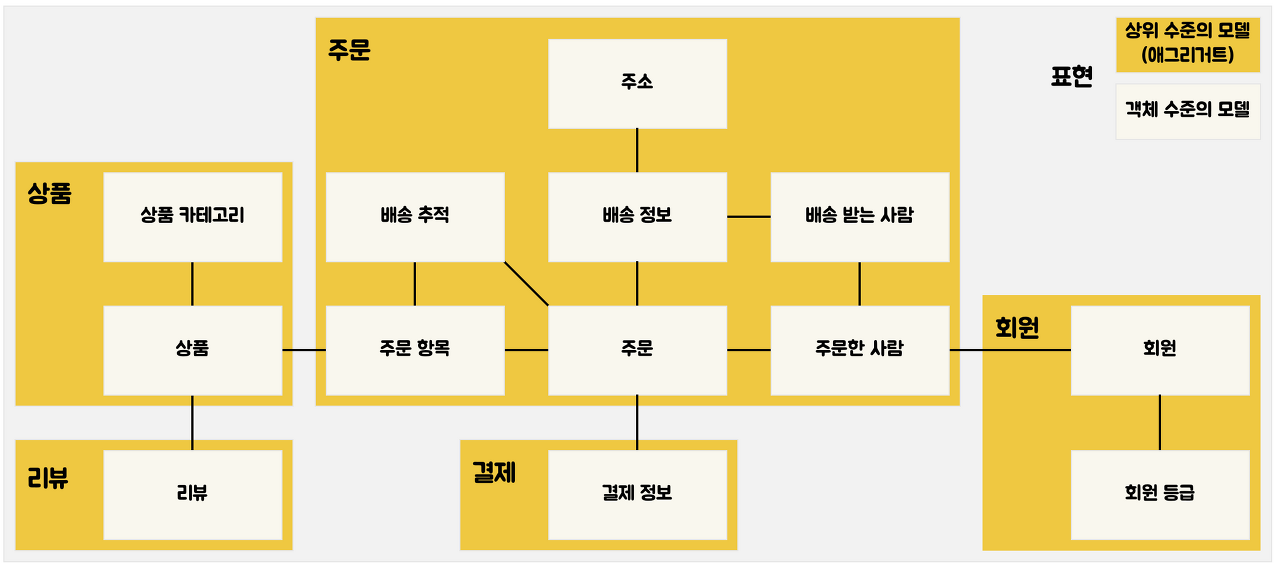 주문
주소
표현
상위 수준의 모델
(애그리거트)
객체 수준의 모델
상품
상품 카테고리
배송 추적
배송 정보
배송 받는 사람
상품
주문 항목
주문
주문한 사람
회원
회원
리뷰
리뷰
결제
결제 정보
회원 등급